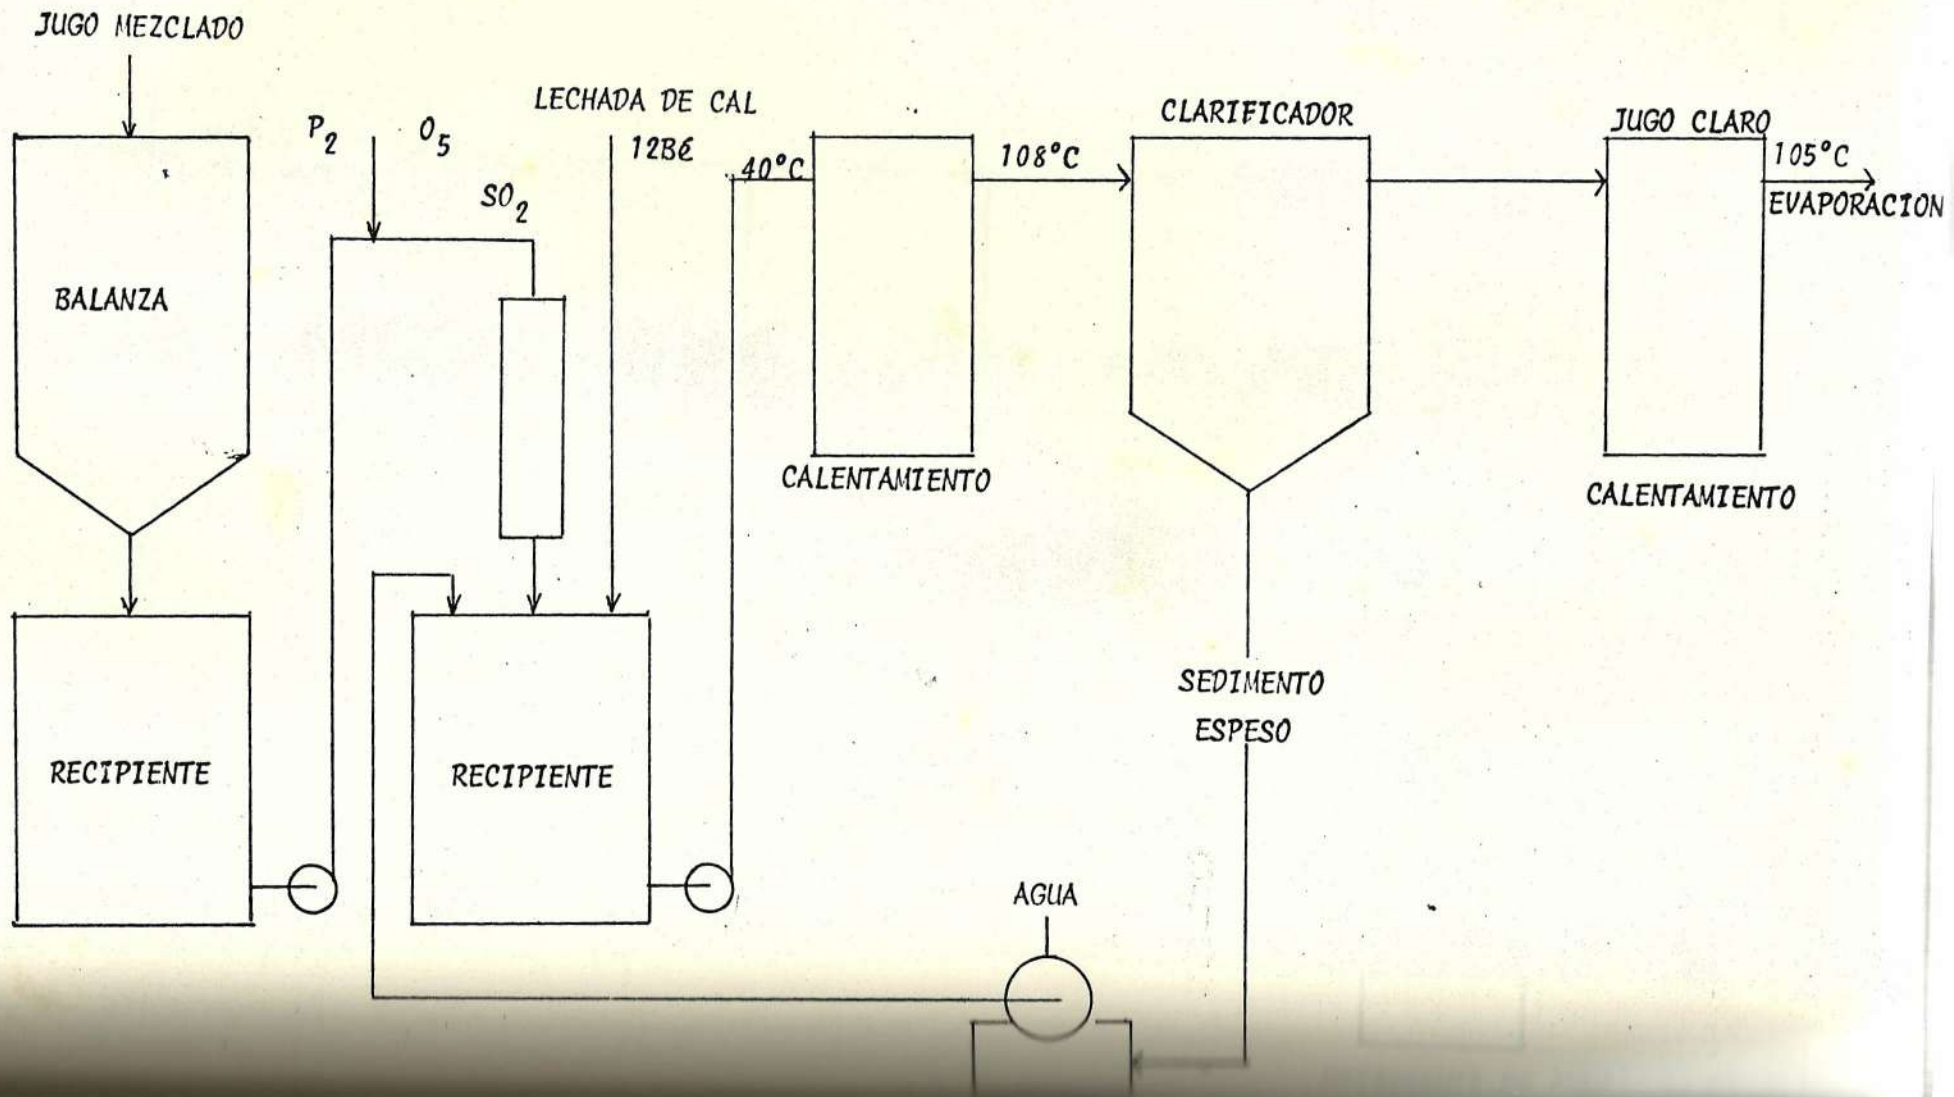 JUGO MEZCLADO
BALANZA
RECIPIENTE
P2 O5
SO2
LECHADA DE CAL
12Bé
RECIPIENTE
40°C
CALENTAMIENTO
108°C
CLARIFICADOR
SEDIMENTO
ESPESO
AGUA
JUGO CLARO
105°C
EVAPORACION
CALENTAMIENTO